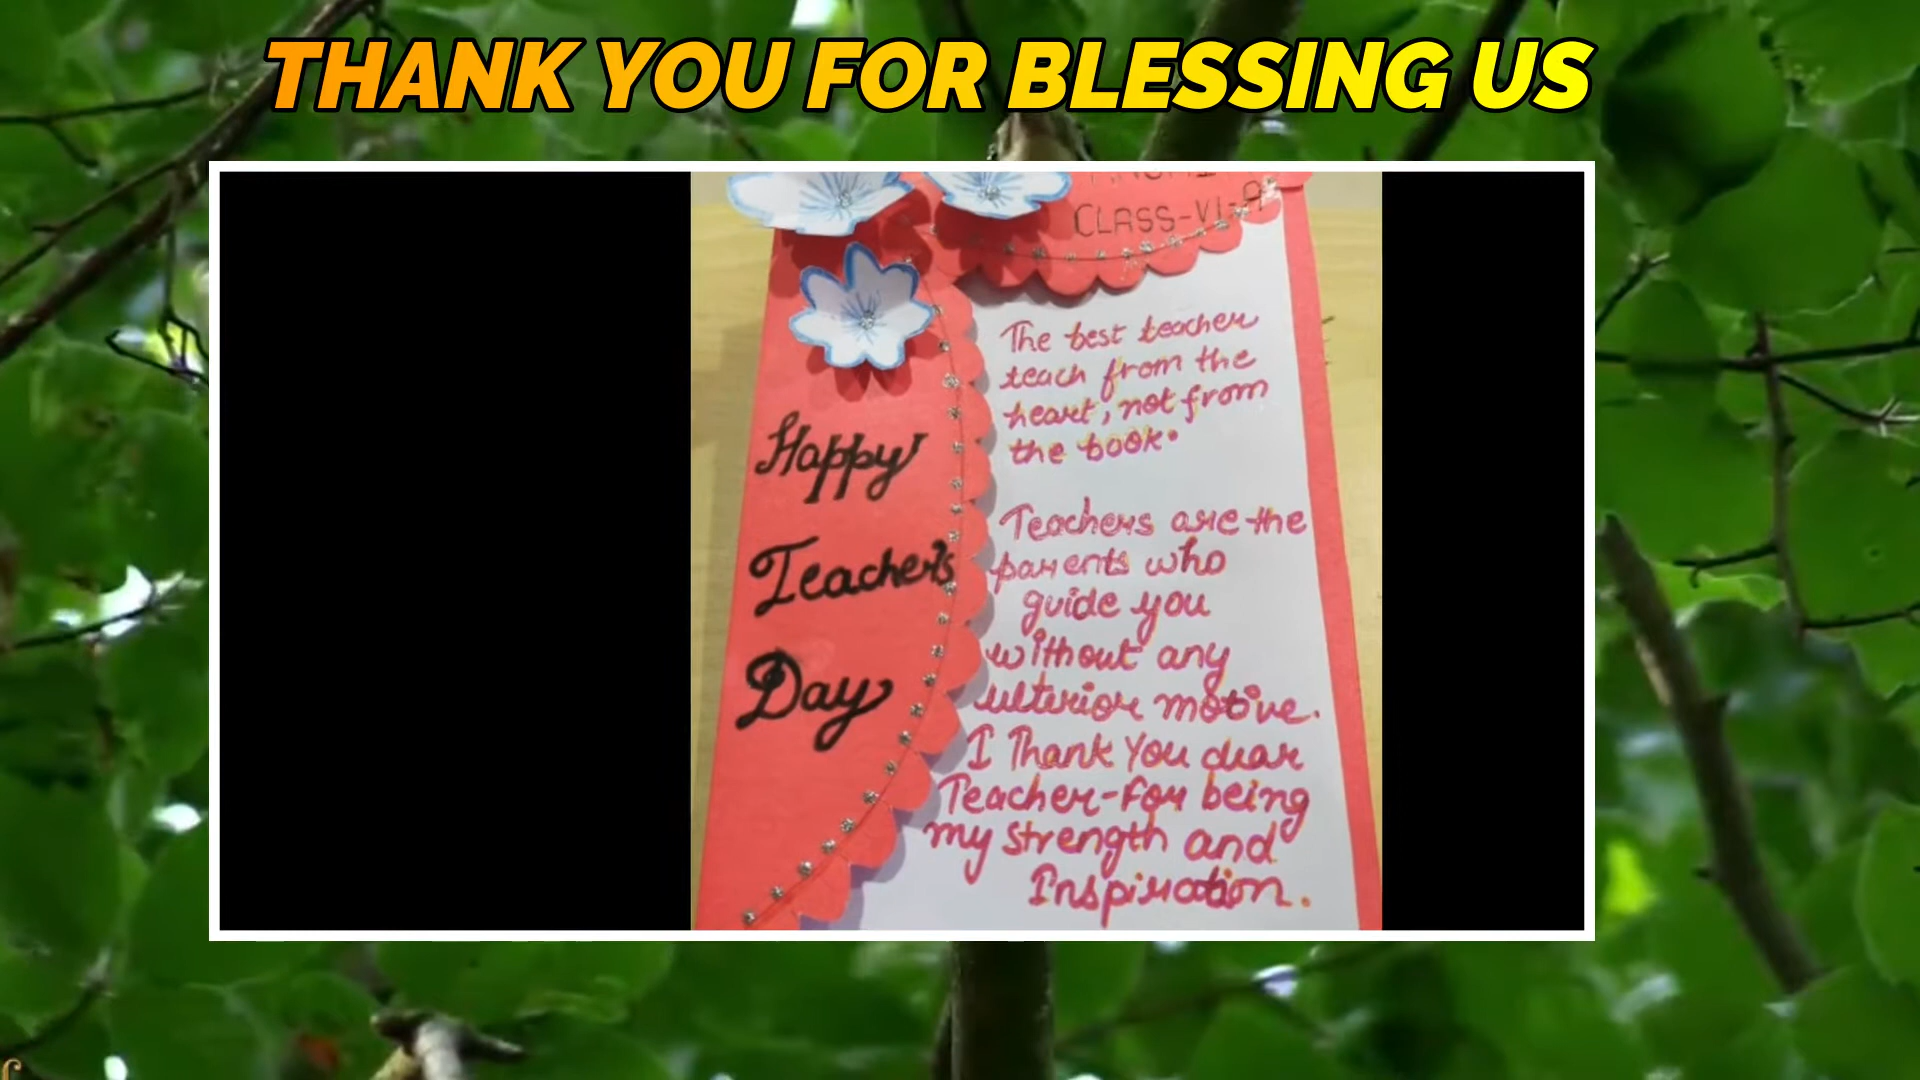 THANK YOU FOR BLESSING US
CLASS-VI-A
Happy
Teacher's
Day
The best teacher
teach from the
heart, not from
the book.
Teachers are the
parents who
guide you
without any
ulterior motive.
I Thank You dear
Teacher-for being
my strength and
Inspiration.